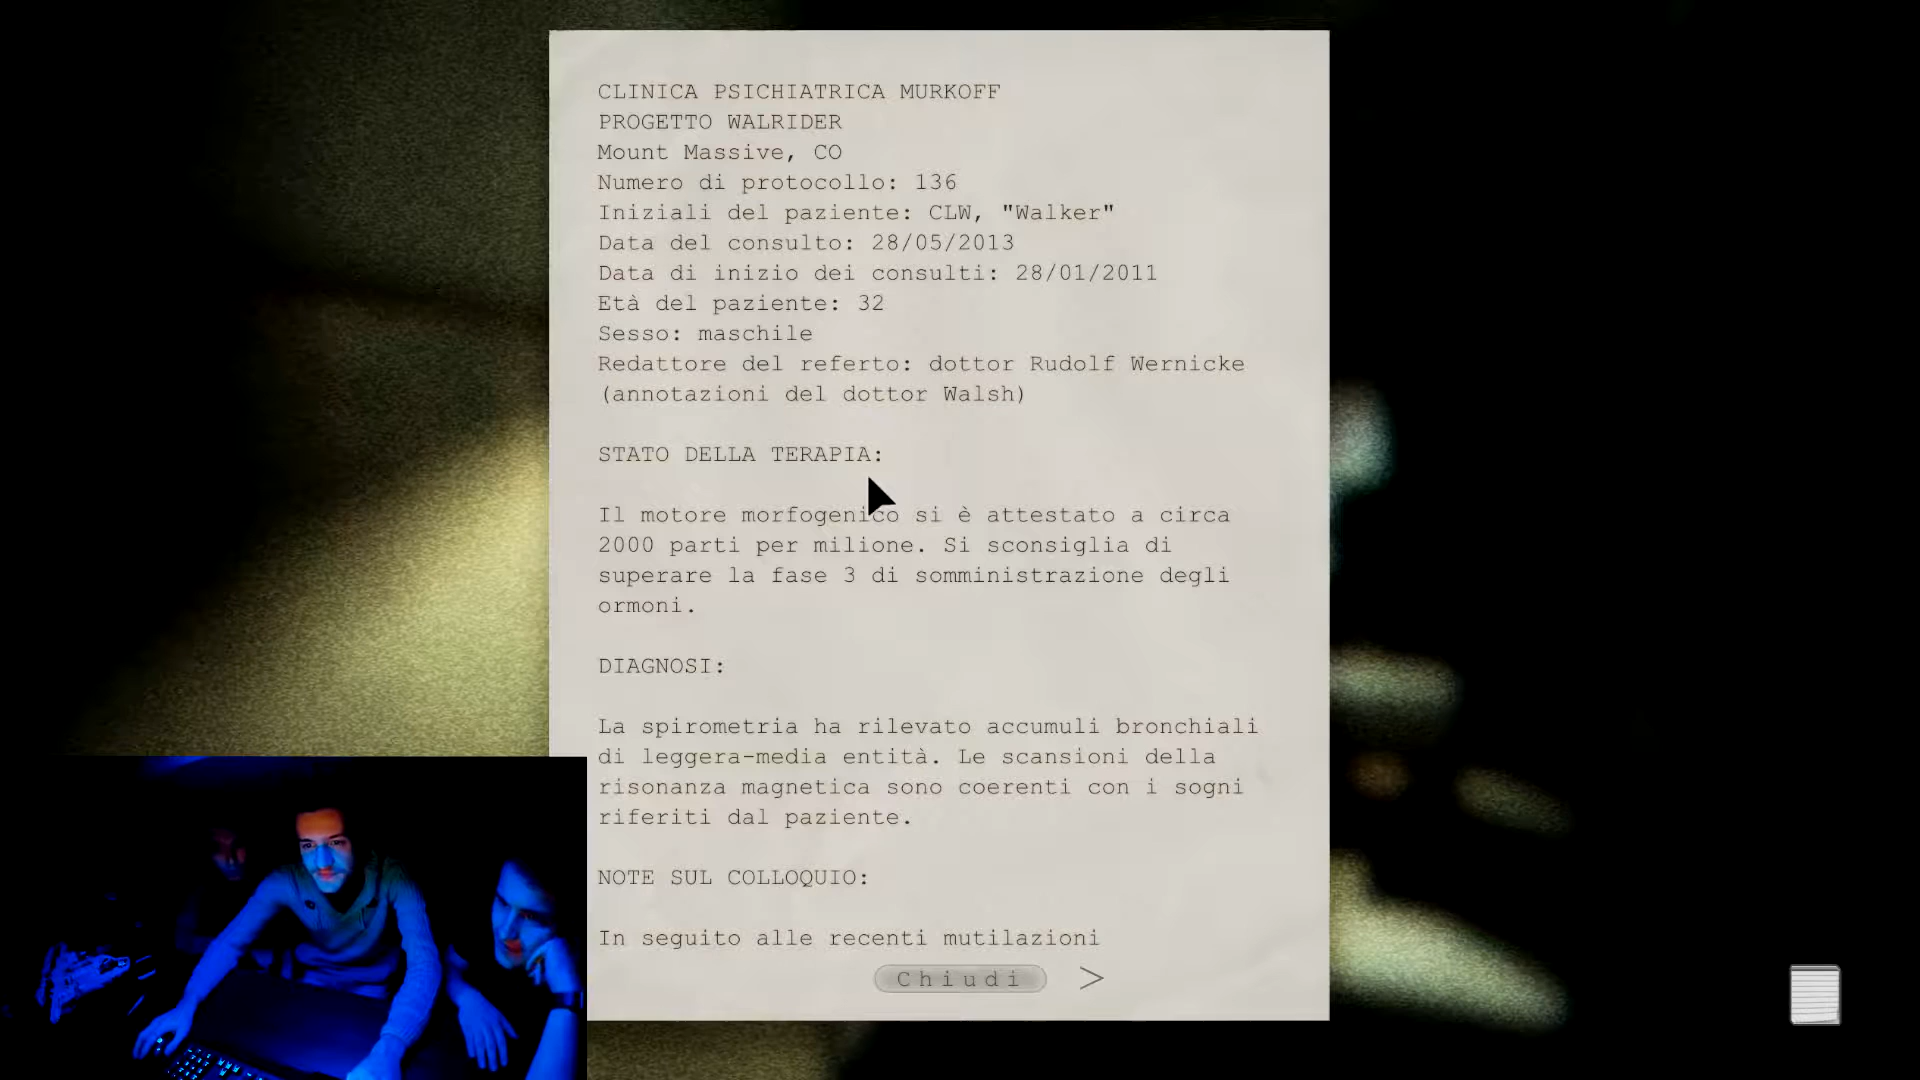 CLINICA PSICHIATRICA MURKOFF
PROGETTO WALRIDER
Mount Massive, CO
Numero di protocollo: 136
Iniziali del paziente: CLW, "Walker"
Data del consulto: 28/05/2013
Data di inizio dei consulti: 28/01/2011
Età del paziente: 32
Sesso: maschile
Redattore del referto: dottor Rudolf Wernicke
(annotazioni del dottor Walsh)
STATO DELLA TERAPIA:
Il motore morfogenico si è attestato a circa
2000 parti per milione. Si sconsiglia di
superare la fase 3 di somministrazione degli
ormoni.
DIAGNOSI:
La spirometria ha rilevato accumuli bronchiali
di leggera-media entità. Le scansioni della
risonanza magnetica sono coerenti con i sogni
riferiti dal paziente.
NOTE SUL COLLOQUIO:
In seguito alle recenti mutilazioni
Chiudi >